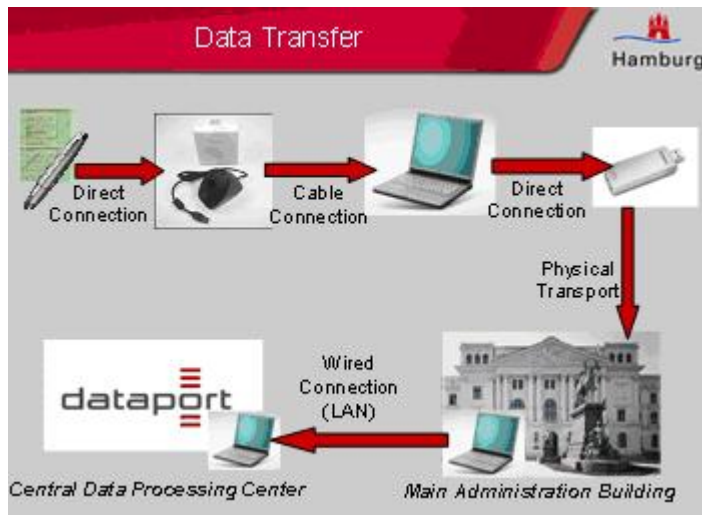 Data Transfer
Hamburg
Direct
Connection
Cable
Connection
Direct
Connection
Physical
Transport
dataport
Wired
Connection
(LAN)
Central Data Processing Center
Main Administration Building